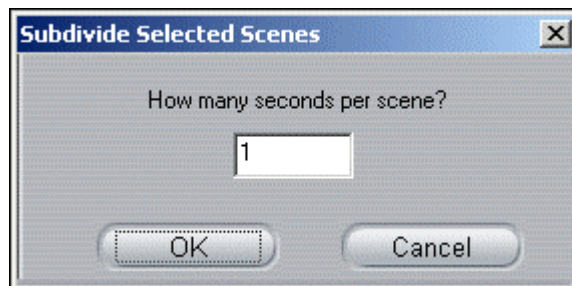 Subdivide Selected Scenes
How many seconds per scene?
1
OK
Cancel